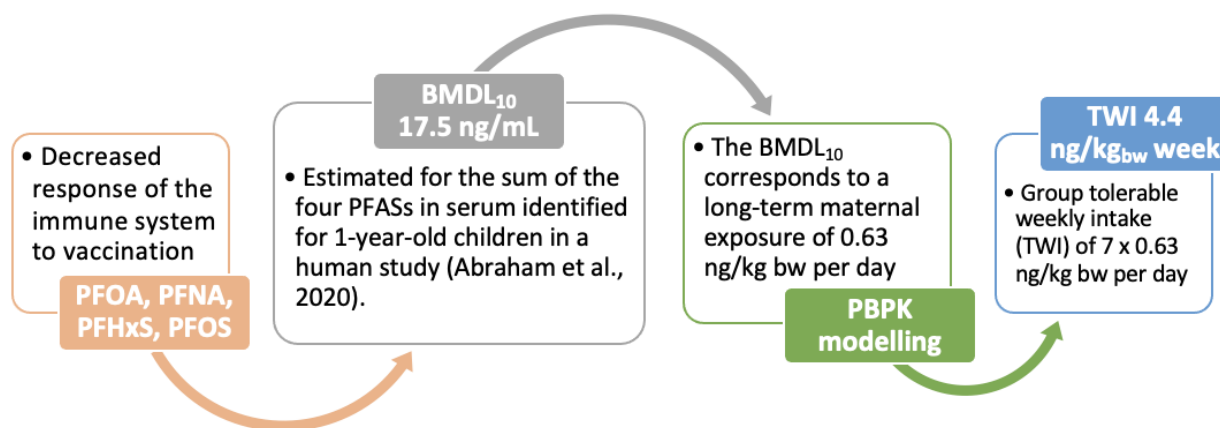 • Decreased
response of the
immune system
to vaccination
PFOA, PFNA,
PFHxS, PFOS
BMDL₁₀
17.5 ng/mL
• Estimated for the sum of the
four PFASs in serum identified
for 1-year-old children in a
human study (Abraham et al.,
2020).
• The BMDL₁₀
corresponds to a
long-term maternal
exposure of 0.63
ng/kg bw per day
PBPK
modelling
TWI 4.4
ng/kg_bw week
• Group tolerable
weekly intake
(TWI) of 7 x 0.63
ng/kg bw per day